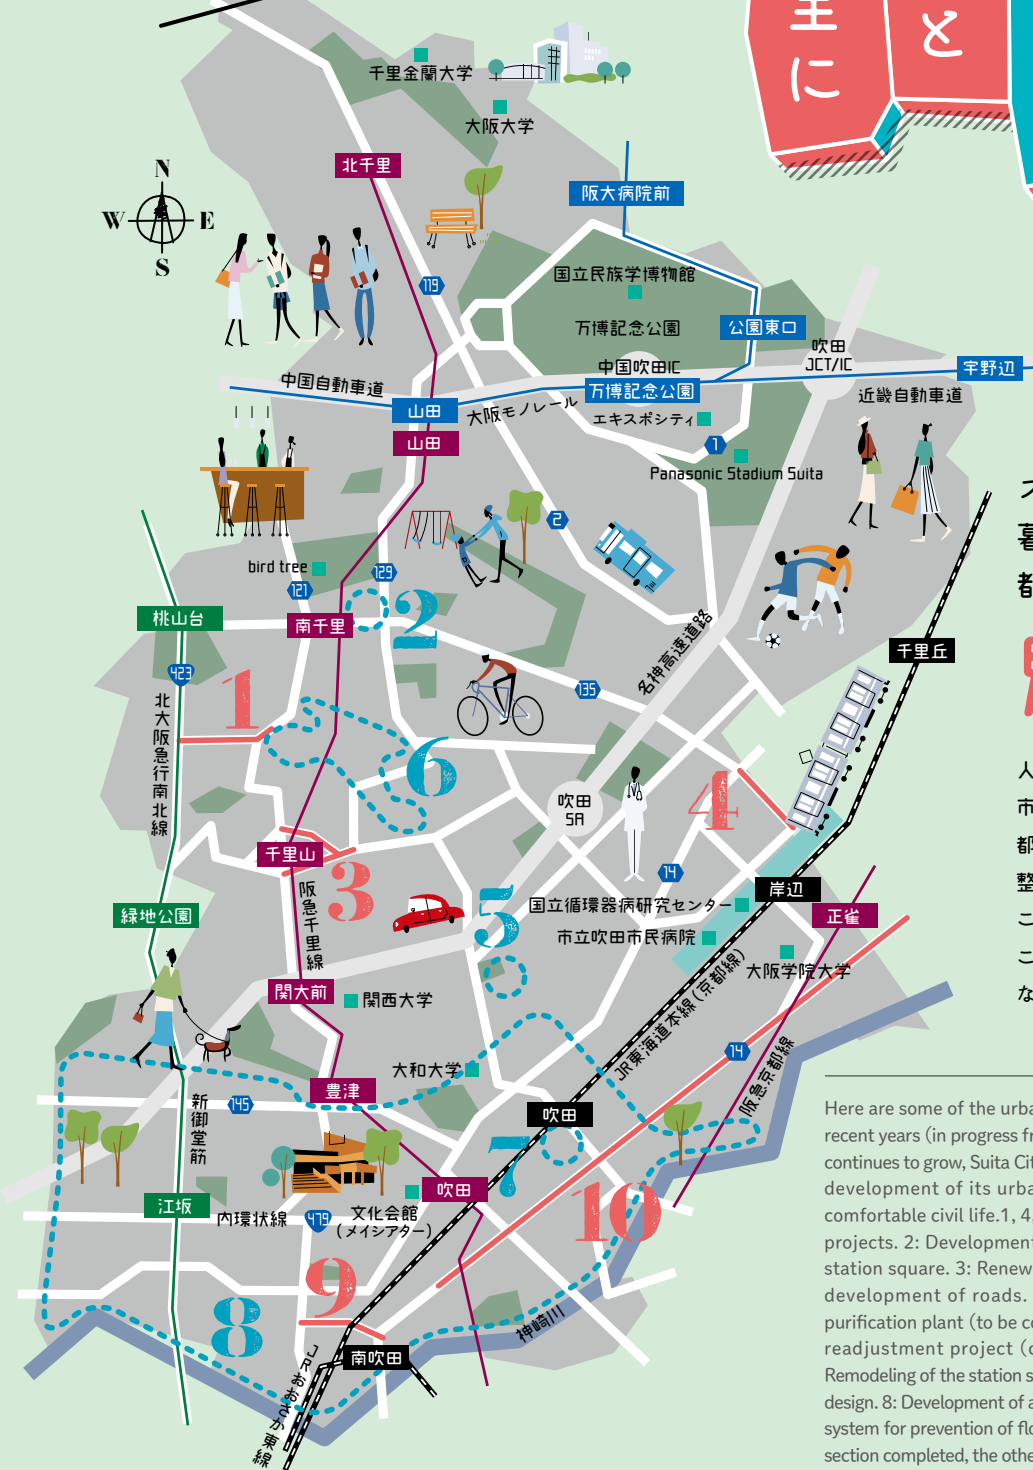 里に
と
千里金蘭大学
大阪大学
北千里
阪大病院前
N
W
E
S
国立民族学博物館
119
万博記念公園
公園東口
吹田
JCT/IC
中国吹田IC
宇野辺
中国自動車道
万博記念公園
近畿自動車道
山田
大阪モノレール
エキスポシティ
山田
1
Panasonic Stadium Suita
2
暮
都
bird tree
129
121
2
桃山台
南千里
名神高速道路
千里丘
423
1
135
北大阪急行南北線
6
人
市
都
整
こ
こ
な
吹田
SA
4
千里山
3
14
岸辺
阪急千里線
5
国立循環器病研究センター
正雀
緑地公園
市立吹田市民病院
大阪学院大学
関大前
関西大学
JR東海道本線(京都線)
14
大和大学
阪急京都線
豊津
新御堂筋
145
吹田
7
吹田
10
江坂
内環状線
479
文化会館
(メイシアター)
9
8
神崎川
南吹田
JRおおさか東線
Here are some of the urba
recent years (in progress fr
continues to grow, Suita Cit
development of its urba
comfortable civil life.1, 4,
projects. 2: Development
station square. 3: Renew
development of roads.
purification plant (to be co
readjustment project (c
Remodeling of the station s
design. 8: Development of a
system for prevention of flo
section completed, the othe